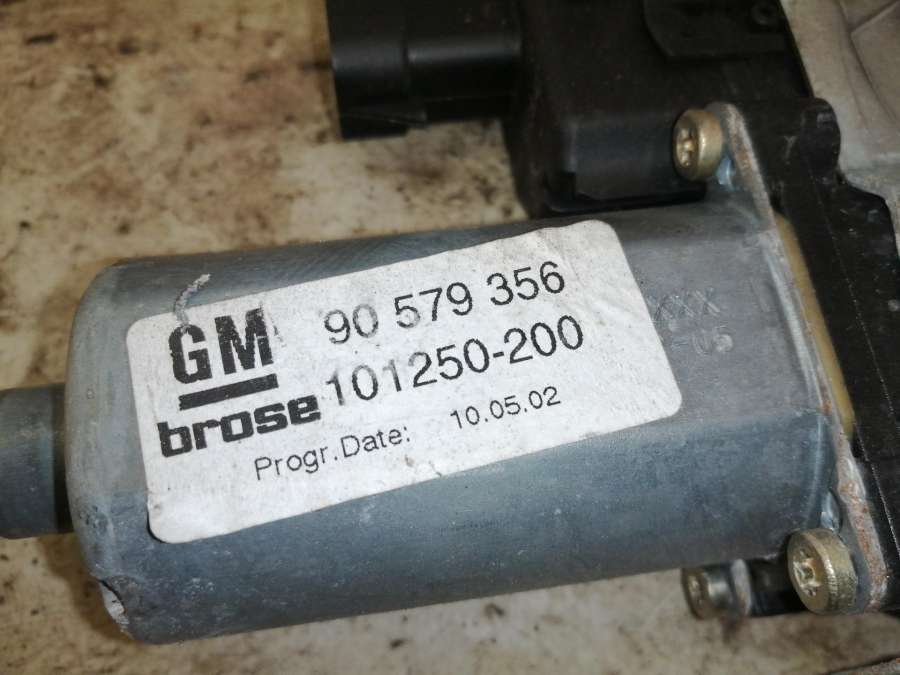 GM 90 579 356
brose 101250-200
Progr.Date: 10.05.02